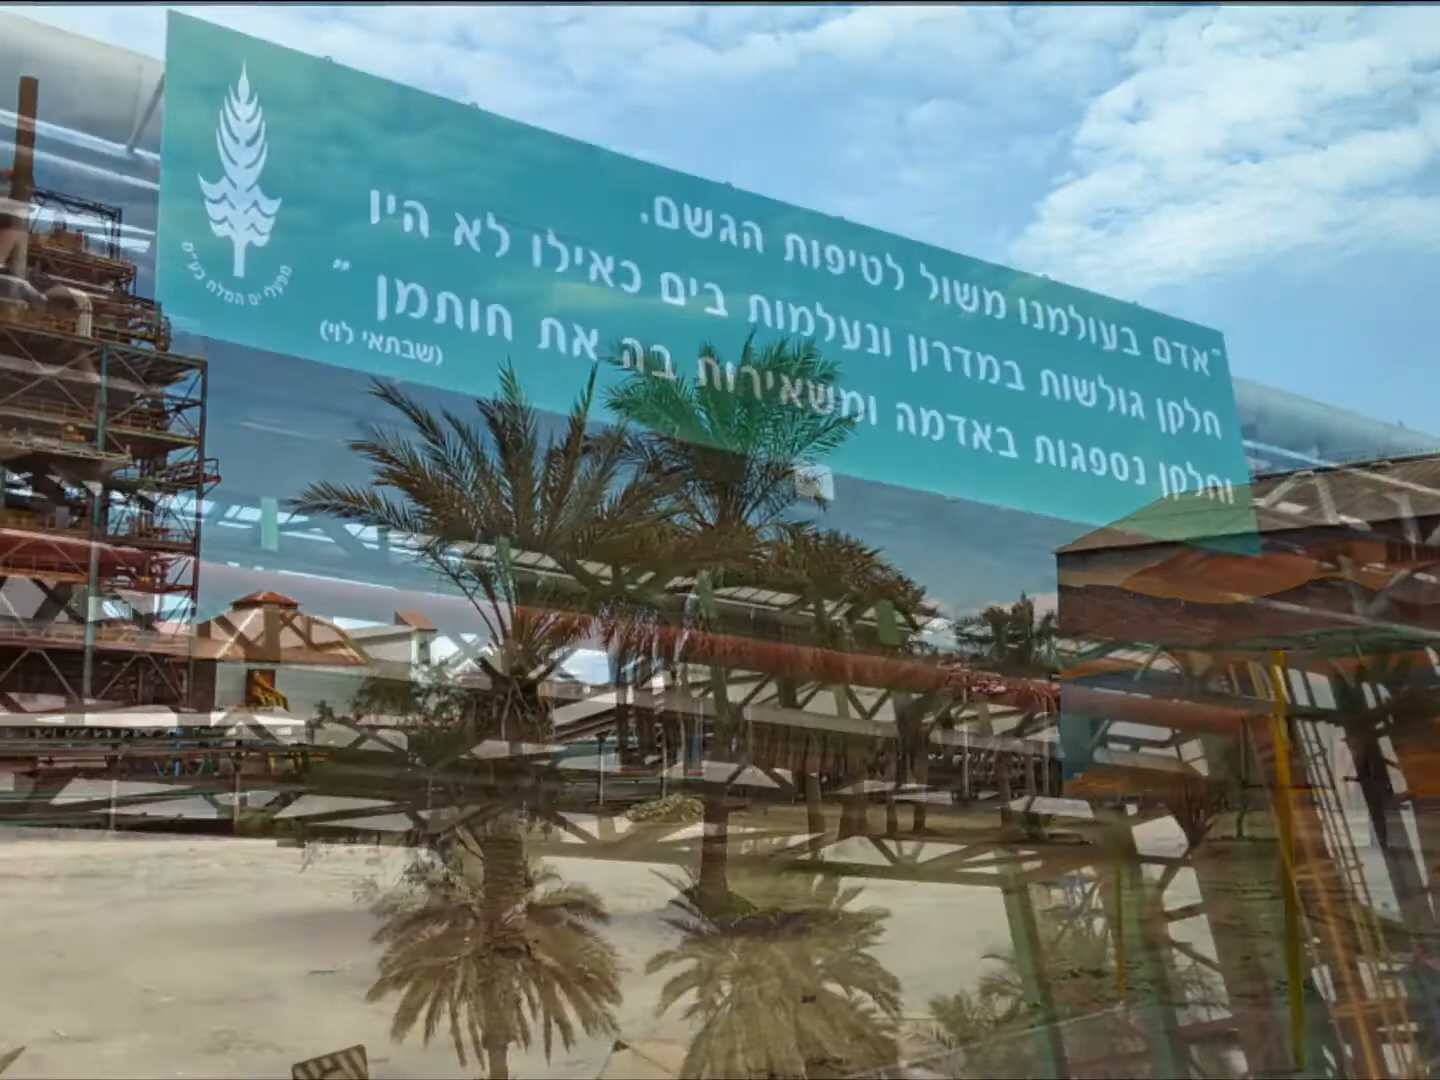 "אדם בעולמנו משול לטיפות הגשם.
חלקן גולשות במדרון ונעלמות בים כאילו לא היו
וחלקן נספגות באדמה ומשאירות בה את חותמן"
(שבתאי לוי)
מפעלי ים המלח בע"מ